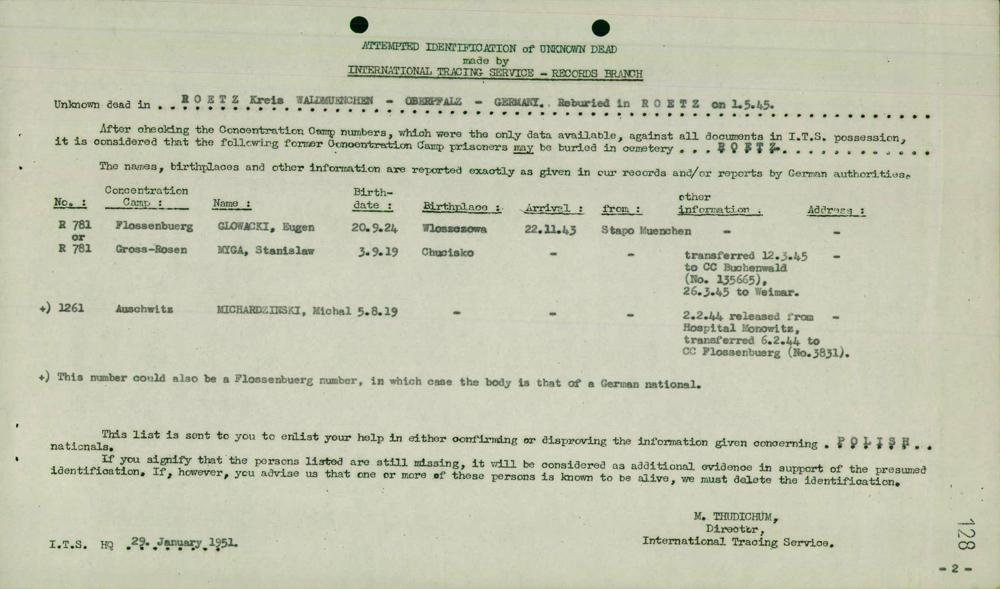 ATTEMPTED IDENTIFICATION of UNKNOWN DEAD
made by
INTERNATIONAL TRACING SERVICE - RECORDS BRANCH
Unknown dead in . . R O E T Z Kreis WALDMUENCHEN - OBERPFALZ - GERMANY. Reburied in R O E T Z on 1.5.45.
After checking the Concentration Camp numbers, which were the only data available, against all documents in I.T.S. possession,
it is considered that the following former Concentration Camp prisoners may be buried in cemetery . . . R O E T Z. . . . . . . . . . . . .
The names, birthplaces and other information are reported exactly as given in our records and/or reports by German authorities.
No. : Concentration Camp : Name : Birth-date : Birthplace : Arrival : from : other information : Address :
R 781 Flossenbuerg GLOWACKI, Eugen 20.9.24 Wloszczowa 22.11.43 Stapo Muenchen - -
or
R 781 Gross-Rosen MYGA, Stanislaw 3.9.19 Chucisko - - transferred 12.3.45 -
to CC Buchenwald
(No. 135665),
26.3.45 to Weimar.
+) 1261 Auschwitz MICHARDZINSKI, Michal 5.8.19 - - - 2.2.44 released from -
Hospital Monowitz,
transferred 6.2.44 to
CC Flossenbuerg (No.3831).
+) This number could also be a Flossenbuerg number, in which case the body is that of a German national.
This list is sent to you to enlist your help in either confirming or disproving the information given concerning . P O L I S H . .
nationals.
If you signify that the persons listed are still missing, it will be considered as additional evidence in support of the presumed
identification. If, however, you advise us that one or more of these persons is known to be alive, we must delete the identification.
M. THUDICHUM,
Director,
International Tracing Service.
I.T.S. HQ .29. January 1951.
128
- 2 -